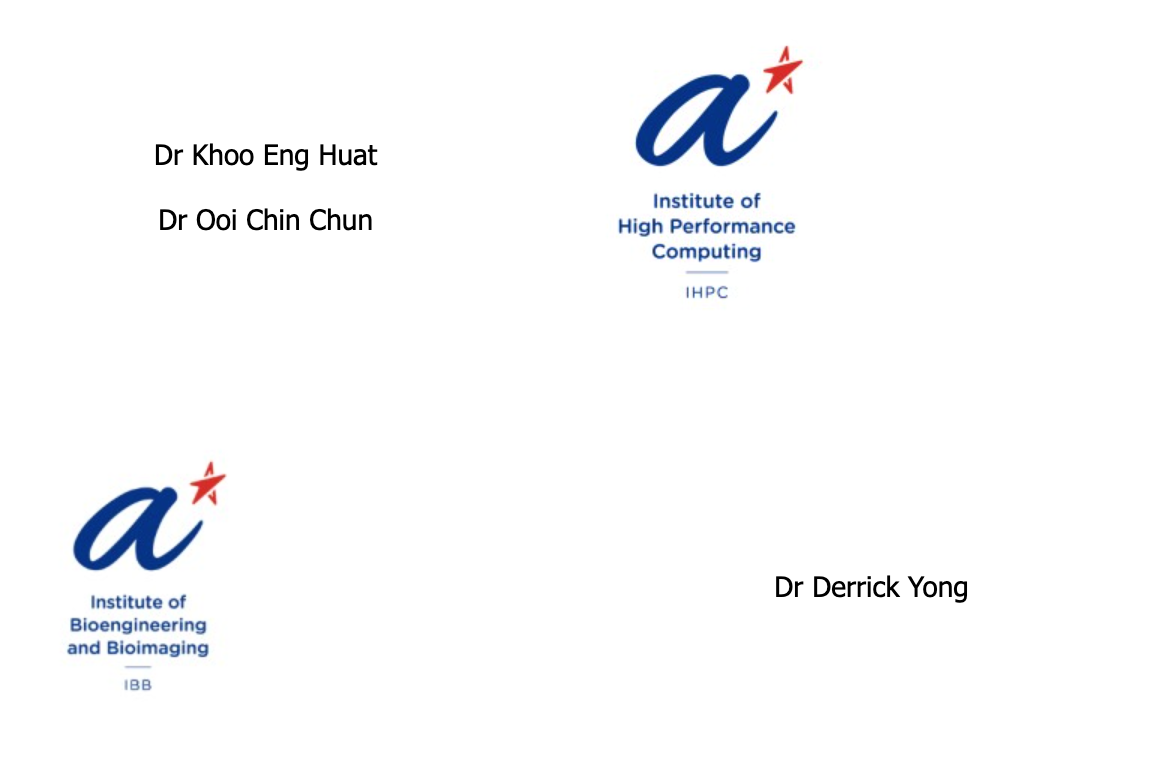 Dr Khoo Eng Huat
Dr Ooi Chin Chun
a
Institute of
High Performance
Computing
IHPC
a
Institute of
Bioengineering
and Bioimaging
IBB
Dr Derrick Yong